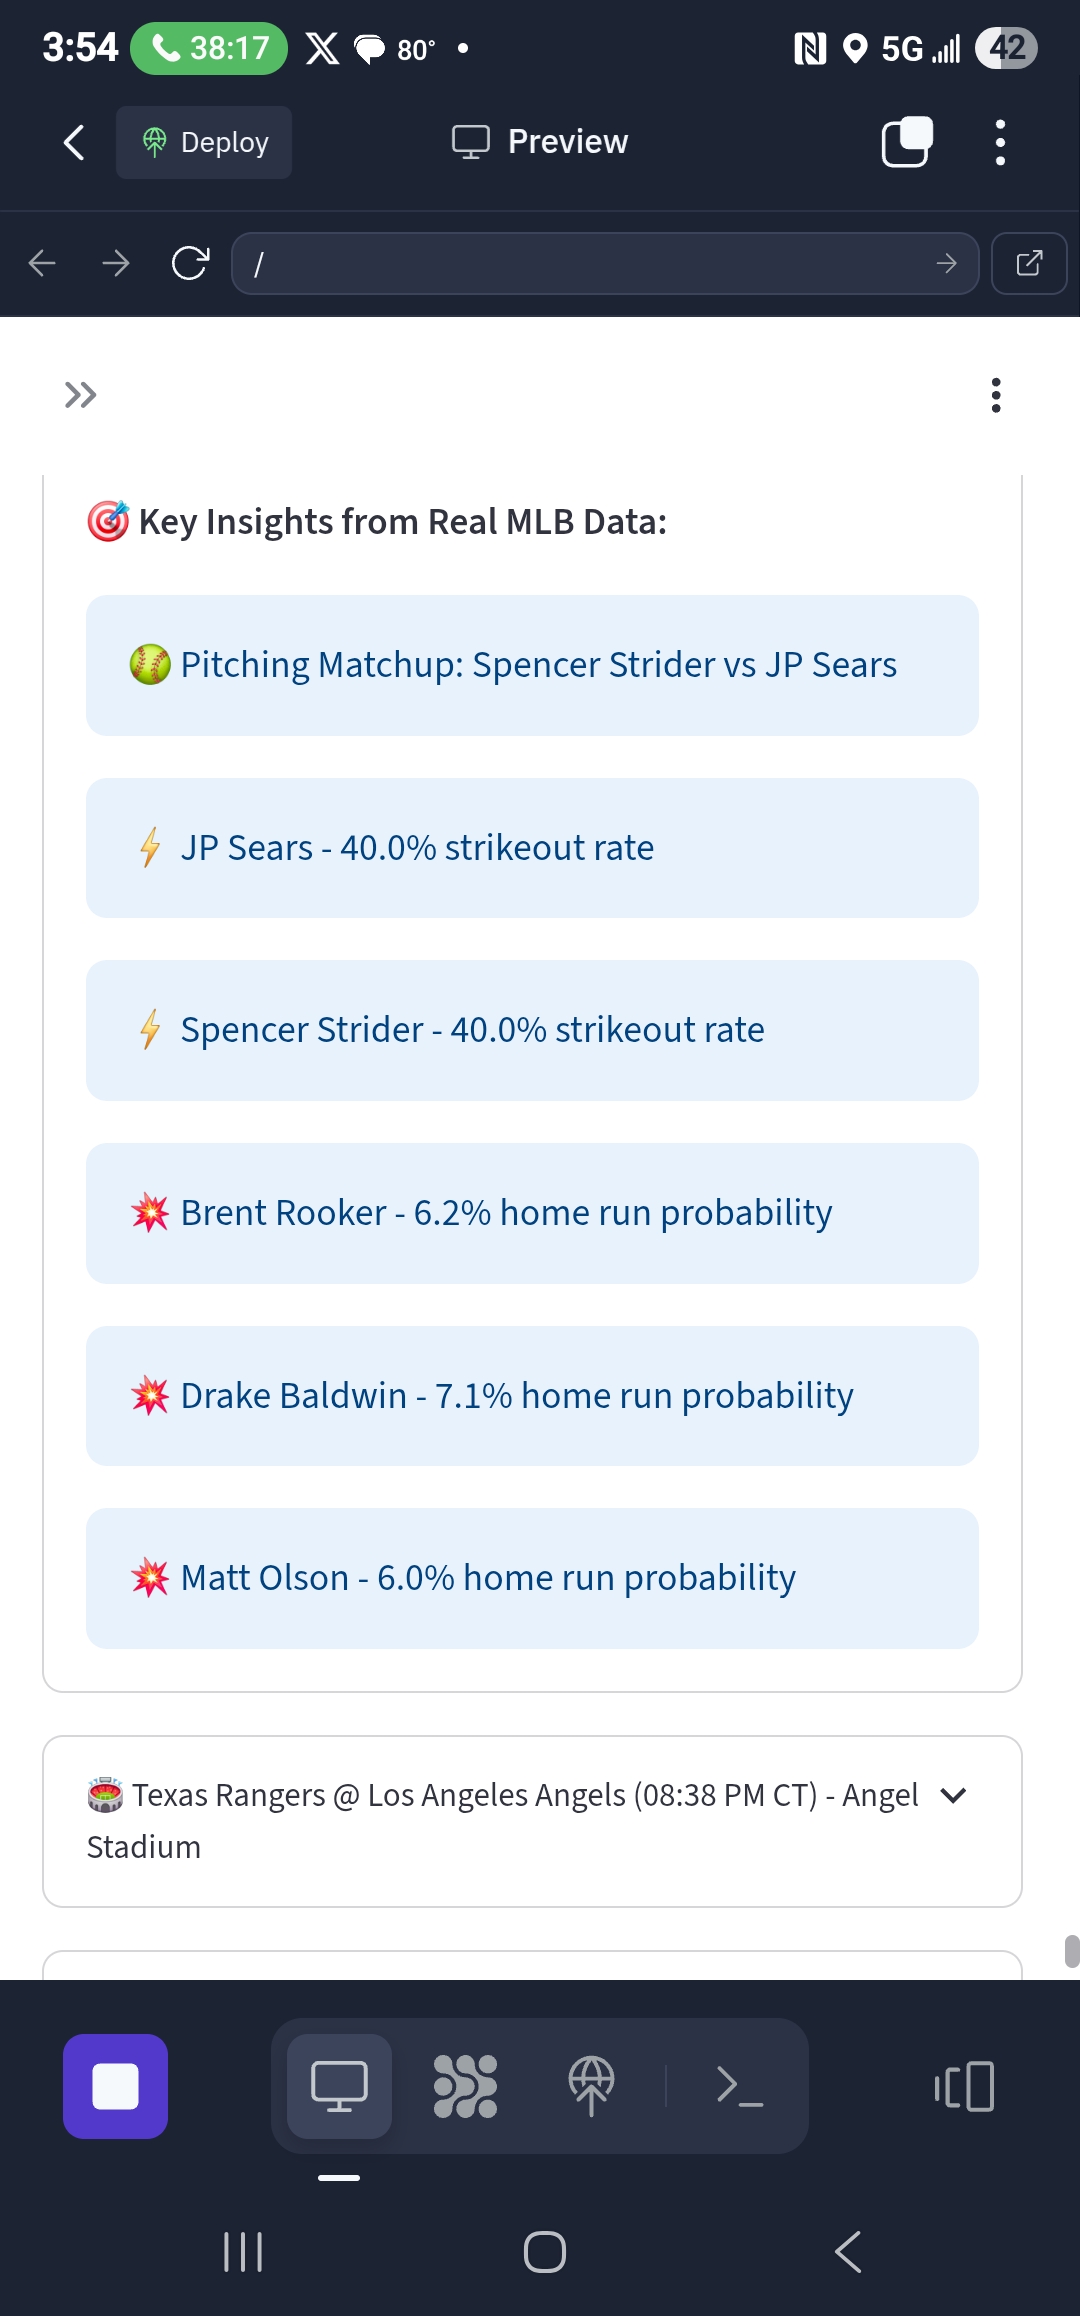 3:54 38:17 80° 5G 42
Deploy Preview
/
Key Insights from Real MLB Data:
Pitching Matchup: Spencer Strider vs JP Sears
JP Sears - 40.0% strikeout rate
Spencer Strider - 40.0% strikeout rate
Brent Rooker - 6.2% home run probability
Drake Baldwin - 7.1% home run probability
Matt Olson - 6.0% home run probability
Texas Rangers @ Los Angeles Angels (08:38 PM CT) - Angel
Stadium